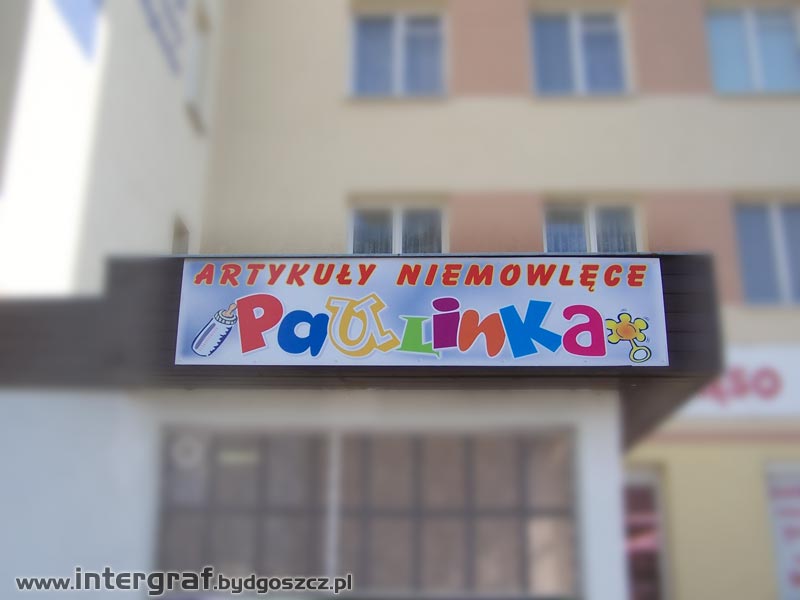 ARTYKUŁY NIEMOWLĘCE
PaULinKa
www.intergraf.bydgoszcz.pl